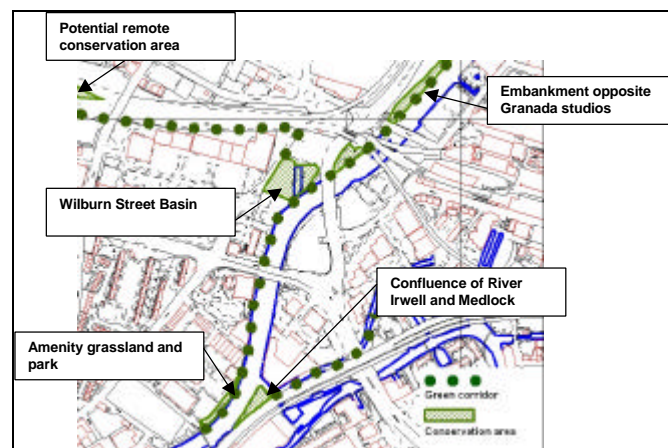 Potential remote
conservation area
Embankment opposite
Granada studios
Wilburn Street Basin
Confluence of River
Irwell and Medlock
Amenity grassland and
park
Green corridor
Conservation area